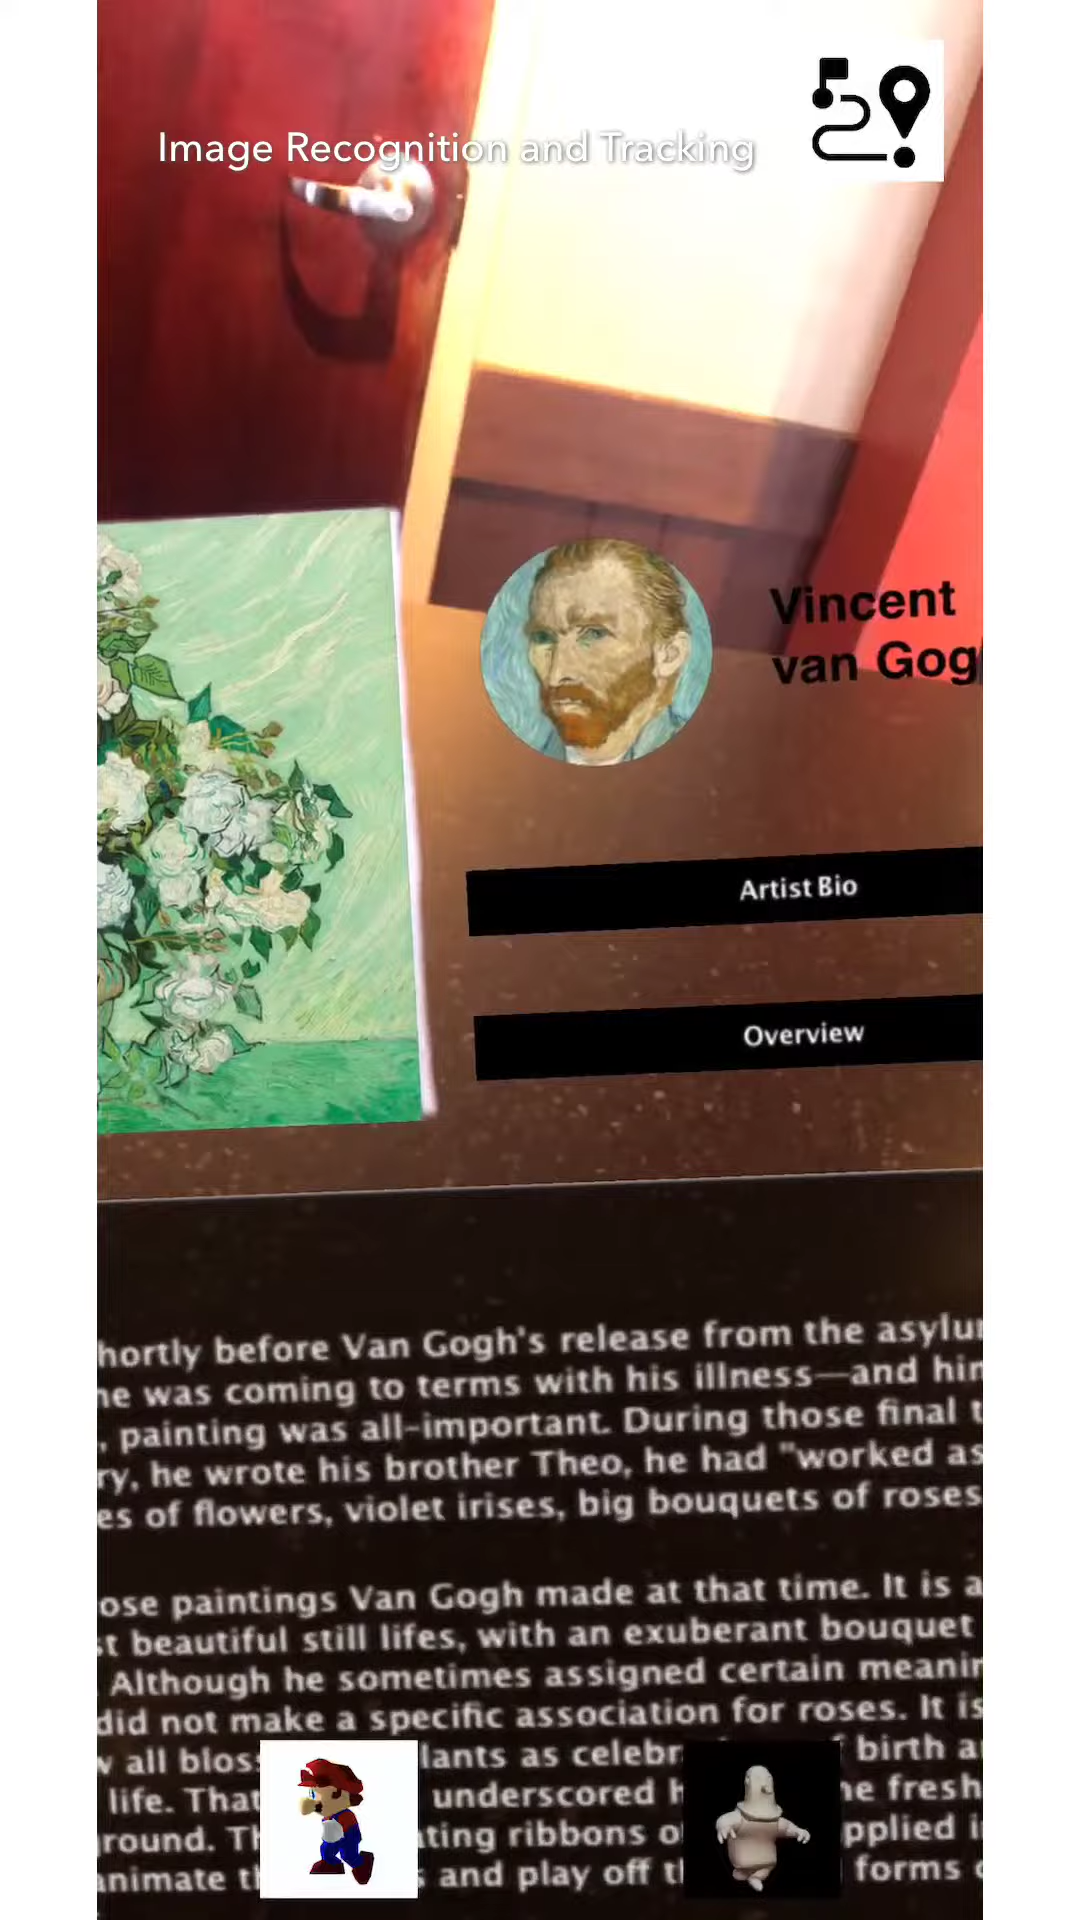 Image Recognition and Tracking
Vincent
van Gog
Artist Bio
Overview
hortly before Van Gogh's release from the asylu
he was coming to terms with his illness—and hi
, painting was all-important. During those final t
ry, he wrote his brother Theo, he had "worked as
es of flowers, violet irises, big bouquets of roses
ose paintings Van Gogh made at that time. It is a
st beautiful still lifes, with an exuberant bouquet
Although he sometimes assigned certain meanin
did not make a specific association for roses. It is
all blos lants as celebr birth a
life. That underscored he fresh
round. Th ting ribbons o pplied i
animate t and play off t forms